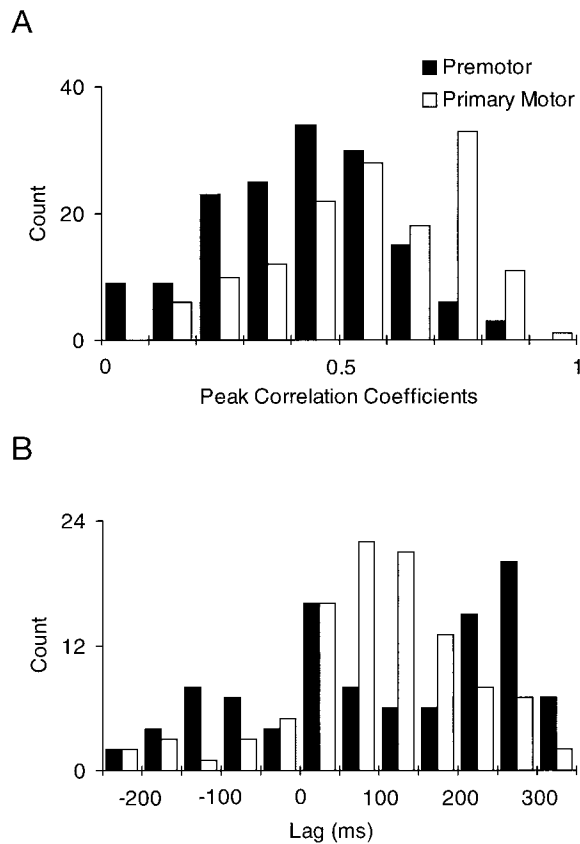 A
Premotor
Primary Motor
40
20
0
Count
0
0.5
1
Peak Correlation Coefficients
B
24
12
0
Count
-200
-100
0
100
200
300
Lag (ms)